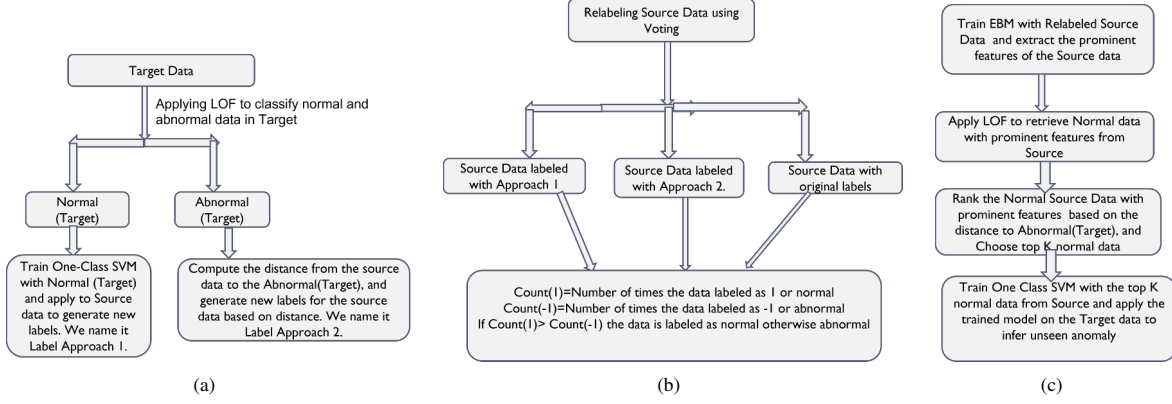 Target Data
Applying LOF to classify normal and
abnormal data in Target
Normal
(Target)
Abnormal
(Target)
Train One-Class SVM
with Normal (Target)
and apply to Source
data to generate new
labels. We name it
Label Approach 1.
Compute the distance from the source
data to the Abnormal(Target), and
generate new labels for the source
data based on distance. We name it
Label Approach 2.
(a)
Relabeling Source Data using
Voting
Source Data labeled
with Approach 1
Source Data labeled
with Approach 2.
Source Data with
original labels
Count(1)=Number of times the data labeled as 1 or normal
Count(-1)=Number of times the data labeled as -1 or abnormal
If Count(1)> Count(-1) the data is labeled as normal otherwise abnormal
(b)
Train EBM with Relabeled Source
Data and extract the prominent
features of the Source data
Apply LOF to retrieve Normal data
with prominent features from
Source
Rank the Normal Source Data with
prominent features based on the
distance to Abnormal(Target), and
Choose top K normal data
Train One Class SVM with the top K
normal data from Source and apply the
trained model on the Target data to
infer unseen anomaly
(c)